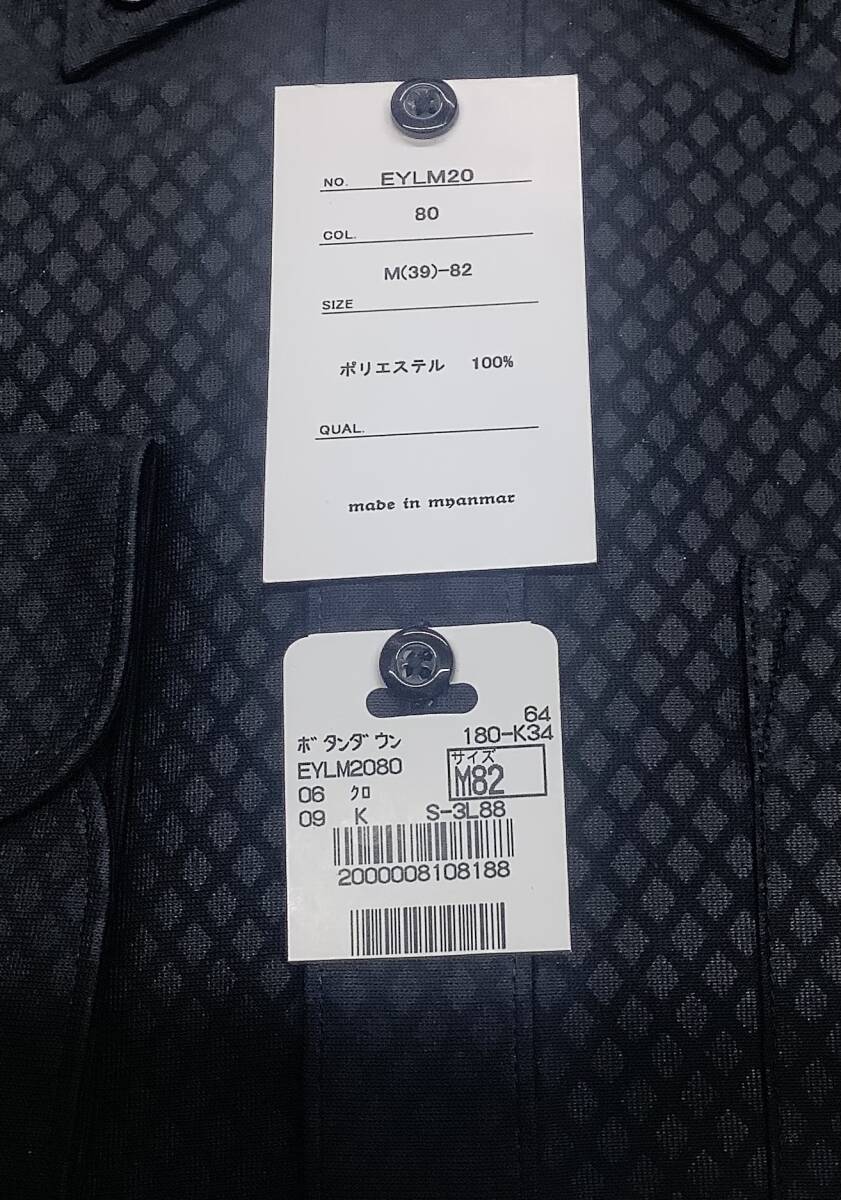 NO. EYLM20
80
COL.
M(39)-82
SIZE
ポリエステル 100%
QUAL.
made in myanmar
64
ﾎﾞﾀﾝﾀﾞｳﾝ 180-K34
EYLM2080 サイズ
06 ｸﾛ M82
09 K S-3L88
2000008108188